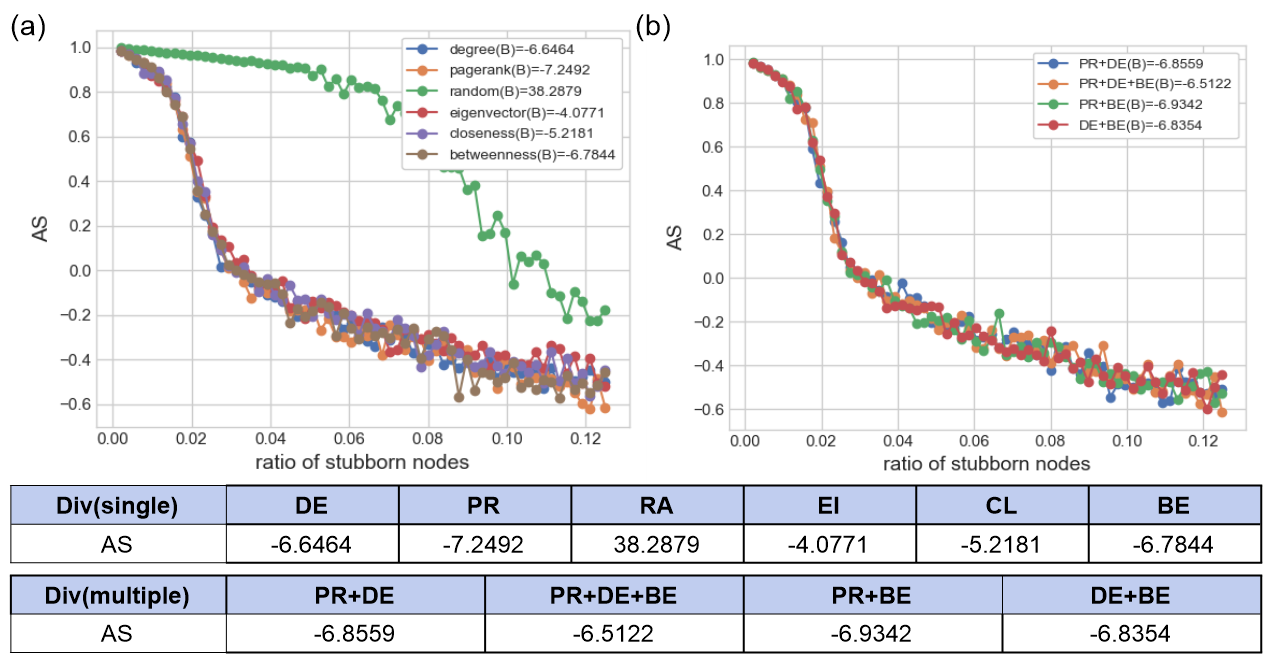 (a)
1.0
0.8
0.6
0.4
0.2
0.0
−0.2
−0.4
−0.6
AS
0.00 0.02 0.04 0.06 0.08 0.10 0.12
ratio of stubborn nodes
degree(B)=-6.6464
pagerank(B)=-7.2492
random(B)=38.2879
eigenvector(B)=-4.0771
closeness(B)=-5.2181
betweenness(B)=-6.7844
(b)
1.0
0.8
0.6
0.4
0.2
0.0
−0.2
−0.4
−0.6
AS
0.00 0.02 0.04 0.06 0.08 0.10 0.12
ratio of stubborn nodes
PR+DE(B)=-6.8559
PR+DE+BE(B)=-6.5122
PR+BE(B)=-6.9342
DE+BE(B)=-6.8354
Div(single) DE PR RA EI CL BE
AS -6.6464 -7.2492 38.2879 -4.0771 -5.2181 -6.7844
Div(multiple) PR+DE PR+DE+BE PR+BE DE+BE
AS -6.8559 -6.5122 -6.9342 -6.8354